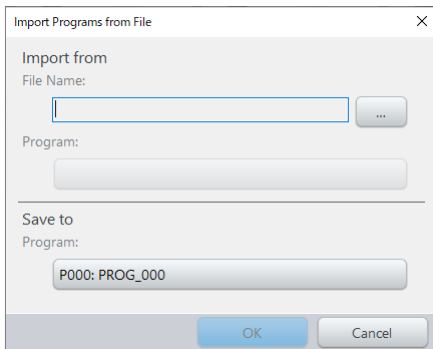 Import Programs from File
Import from
File Name:
...
Program:
Save to
Program:
P000: PROG_000
OK
Cancel